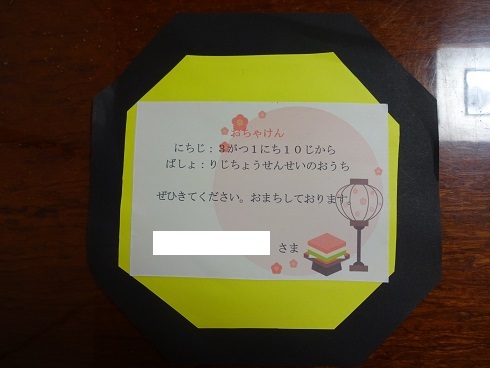 おちゃけん
にちじ：３がつ１にち１０じから
ばしょ：りじちょうせんせいのおうち
ぜひきてください。おまちしております。
さま